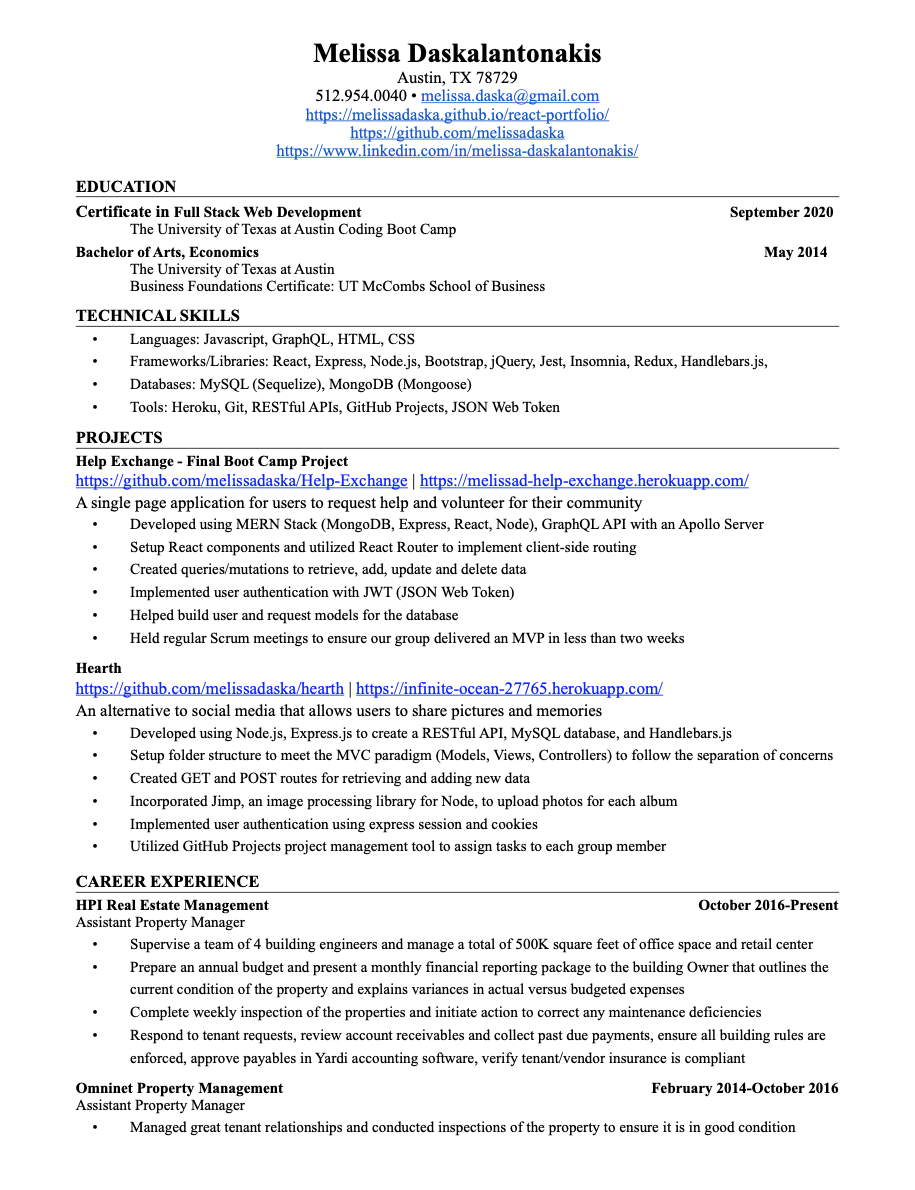 Melissa Daskalantonakis
Austin, TX 78729
512.954.0040 • melissa.daska@gmail.com
https://melissadaska.github.io/react-portfolio/
https://github.com/melissadaska
https://www.linkedin.com/in/melissa-daskalantonakis/
EDUCATION
Certificate in Full Stack Web Development September 2020
The University of Texas at Austin Coding Boot Camp
Bachelor of Arts, Economics May 2014
The University of Texas at Austin
Business Foundations Certificate: UT McCombs School of Business
TECHNICAL SKILLS
• Languages: Javascript, GraphQL, HTML, CSS
• Frameworks/Libraries: React, Express, Node.js, Bootstrap, jQuery, Jest, Insomnia, Redux, Handlebars.js,
• Databases: MySQL (Sequelize), MongoDB (Mongoose)
• Tools: Heroku, Git, RESTful APIs, GitHub Projects, JSON Web Token
PROJECTS
Help Exchange - Final Boot Camp Project
https://github.com/melissadaska/Help-Exchange | https://melissad-help-exchange.herokuapp.com/
A single page application for users to request help and volunteer for their community
• Developed using MERN Stack (MongoDB, Express, React, Node), GraphQL API with an Apollo Server
• Setup React components and utilized React Router to implement client-side routing
• Created queries/mutations to retrieve, add, update and delete data
• Implemented user authentication with JWT (JSON Web Token)
• Helped build user and request models for the database
• Held regular Scrum meetings to ensure our group delivered an MVP in less than two weeks
Hearth
https://github.com/melissadaska/hearth | https://infinite-ocean-27765.herokuapp.com/
An alternative to social media that allows users to share pictures and memories
• Developed using Node.js, Express.js to create a RESTful API, MySQL database, and Handlebars.js
• Setup folder structure to meet the MVC paradigm (Models, Views, Controllers) to follow the separation of concerns
• Created GET and POST routes for retrieving and adding new data
• Incorporated Jimp, an image processing library for Node, to upload photos for each album
• Implemented user authentication using express session and cookies
• Utilized GitHub Projects project management tool to assign tasks to each group member
CAREER EXPERIENCE
HPI Real Estate Management October 2016-Present
Assistant Property Manager
• Supervise a team of 4 building engineers and manage a total of 500K square feet of office space and retail center
• Prepare an annual budget and present a monthly financial reporting package to the building Owner that outlines the
current condition of the property and explains variances in actual versus budgeted expenses
• Complete weekly inspection of the properties and initiate action to correct any maintenance deficiencies
• Respond to tenant requests, review account receivables and collect past due payments, ensure all building rules are
enforced, approve payables in Yardi accounting software, verify tenant/vendor insurance is compliant
Omninet Property Management February 2014-October 2016
Assistant Property Manager
• Managed great tenant relationships and conducted inspections of the property to ensure it is in good condition